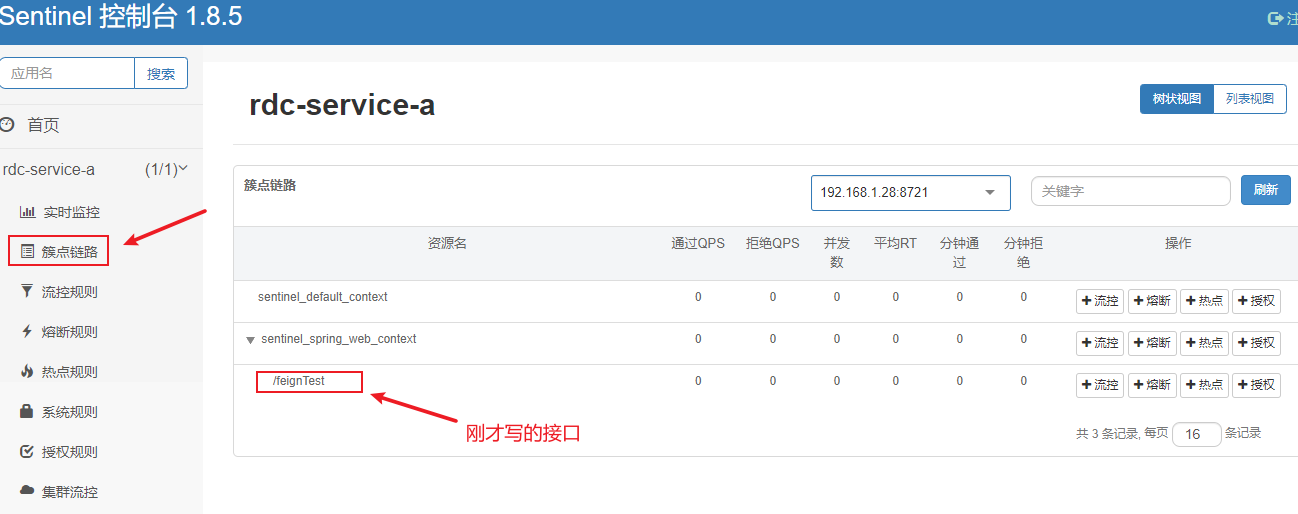 Sentinel 控制台 1.8.5
注
应用名
搜索
首页
rdc-service-a
(1/1)
实时监控
簇点链路
流控规则
熔断规则
热点规则
系统规则
授权规则
集群流控
rdc-service-a
树状视图
列表视图
簇点链路
192.168.1.28:8721
关键字
刷新
资源名 通过QPS 拒绝QPS 并发数 平均RT 分钟通过 分钟拒绝 操作
sentinel_default_context 0 0 0 0 0 0 流控 熔断 热点 授权
sentinel_spring_web_context 0 0 0 0 0 0 流控 熔断 热点 授权
/feignTest 0 0 0 0 0 0 流控 熔断 热点 授权
刚才写的接口
共 3 条记录, 每页 16 条记录